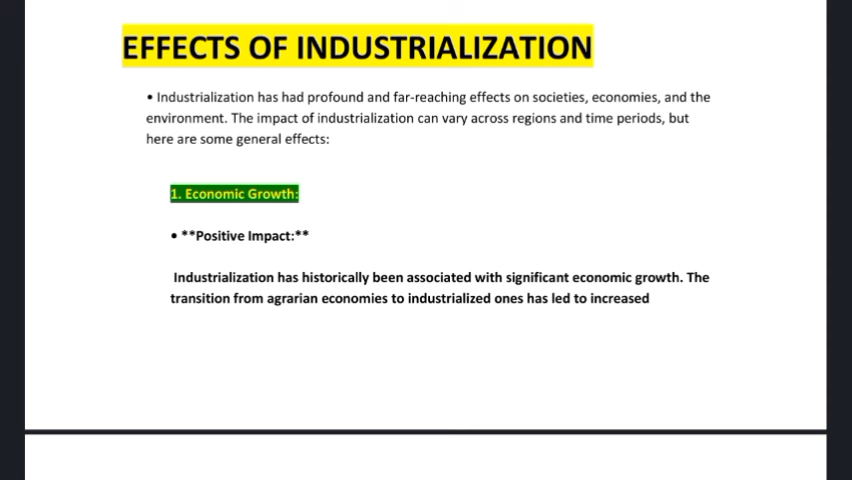 EFFECTS OF INDUSTRIALIZATION
• Industrialization has had profound and far-reaching effects on societies, economies, and the
environment. The impact of industrialization can vary across regions and time periods, but
here are some general effects:
1. Economic Growth:
• **Positive Impact:**
Industrialization has historically been associated with significant economic growth. The
transition from agrarian economies to industrialized ones has led to increased